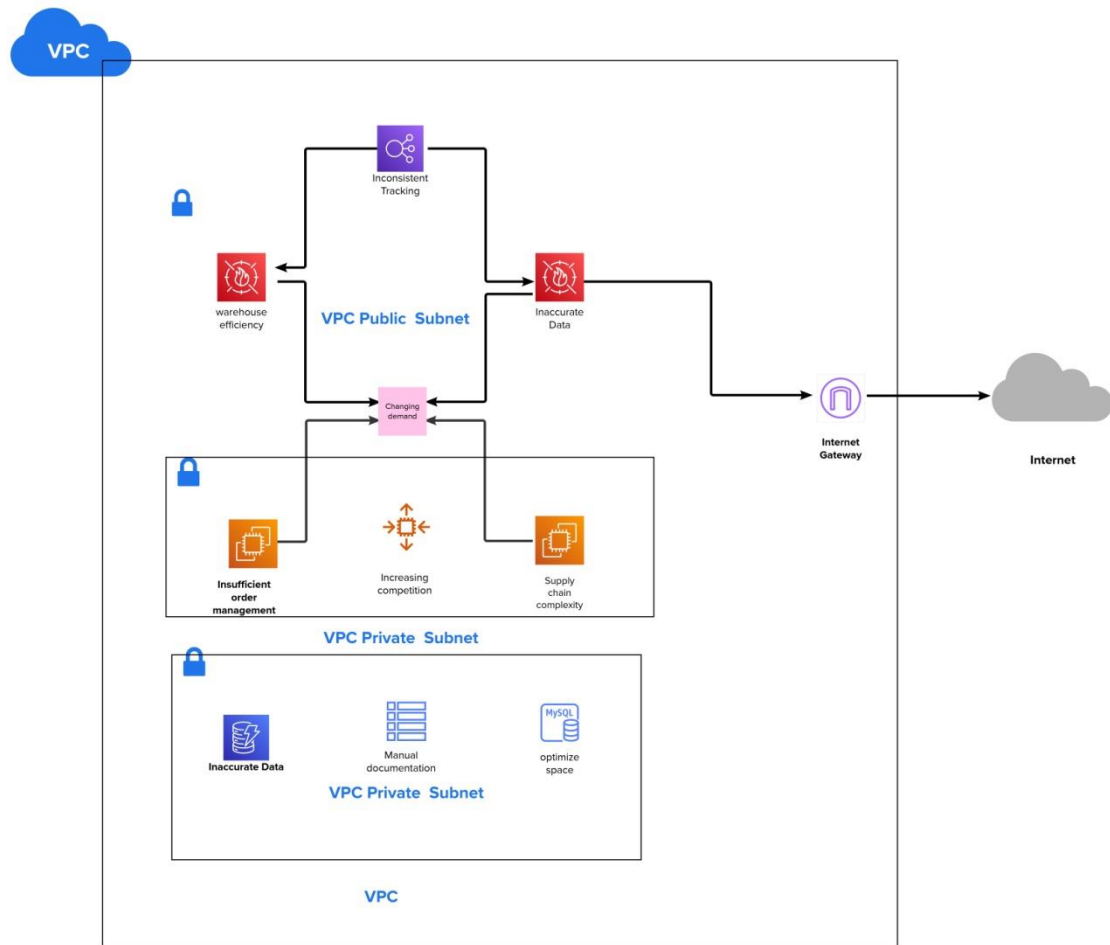 VPC
Inconsistent
Tracking
warehouse
efficiency
VPC Public Subnet
Inaccurate
Data
Changing
demand
Internet
Gateway
Internet
Insufficient
order
management
Increasing
competition
Supply
chain
complexity
VPC Private Subnet
Inaccurate Data
Manual
documentation
MySQL
optimize
space
VPC Private Subnet
VPC